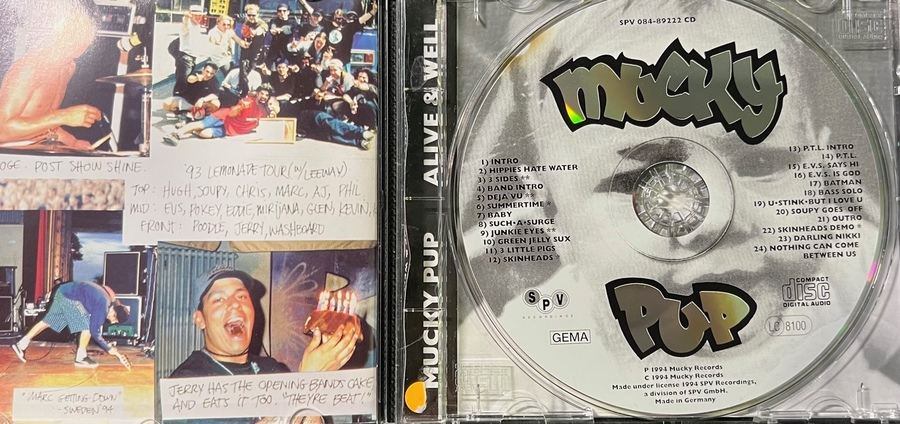 OGE. POST SHOW SHINE
'93 LEMONADE TOUR (W/LEEWAY)
TOP: HUGH, SOUPY, CHRIS, MARC, AJ, PHIL
MID: EVS, POKEY, EDDIE, MIRIJANA, GLEN, KEVIN,
FRONT: POODLE, JERRY, WASHBOARD
"MARC GETTING DOWN"
-SWEDEN '94
JERRY HAS THE OPENING BANDS CAKE
AND EATS IT TOO. "THEY'RE BEAT!"
MUCKY PUP ALIVE & WELL
SPV 084-89222 CD
MUCKY
1) INTRO
2) HIPPIES HATE WATER
3) 3 SIDES **
4) BAND INTRO
5) DEJA VU **
6) SUMMERTIME *
7) BABY
8) SUCH•A•SURGE
9) JUNKIE EYES **
10) GREEN JELLY SUX
11) 3 LITTLE PIGS
12) SKINHEADS *
13) P.T.L. INTRO
14) P.T.L.
15) E.V.S. SAYS HI
16) E.V.S. IS GOD
17) BATMAN
18) BASS SOLO
19) U•STINK•BUT•I LOVE U
20) SOUPY GOES OFF
21) OUTRO
22) SKINHEADS DEMO *
23) DARLING NIKKI
24) NOTHING CAN COME
BETWEEN US
SPV
RECORDINGS
GEMA
PUP
COMPACT
disc
DIGITAL AUDIO
LC 8100
P 1994 Mucky Records
C 1994 Mucky Records
Made under license 1994 SPV Recordings,
a division of SPV GmbH.
Made in Germany